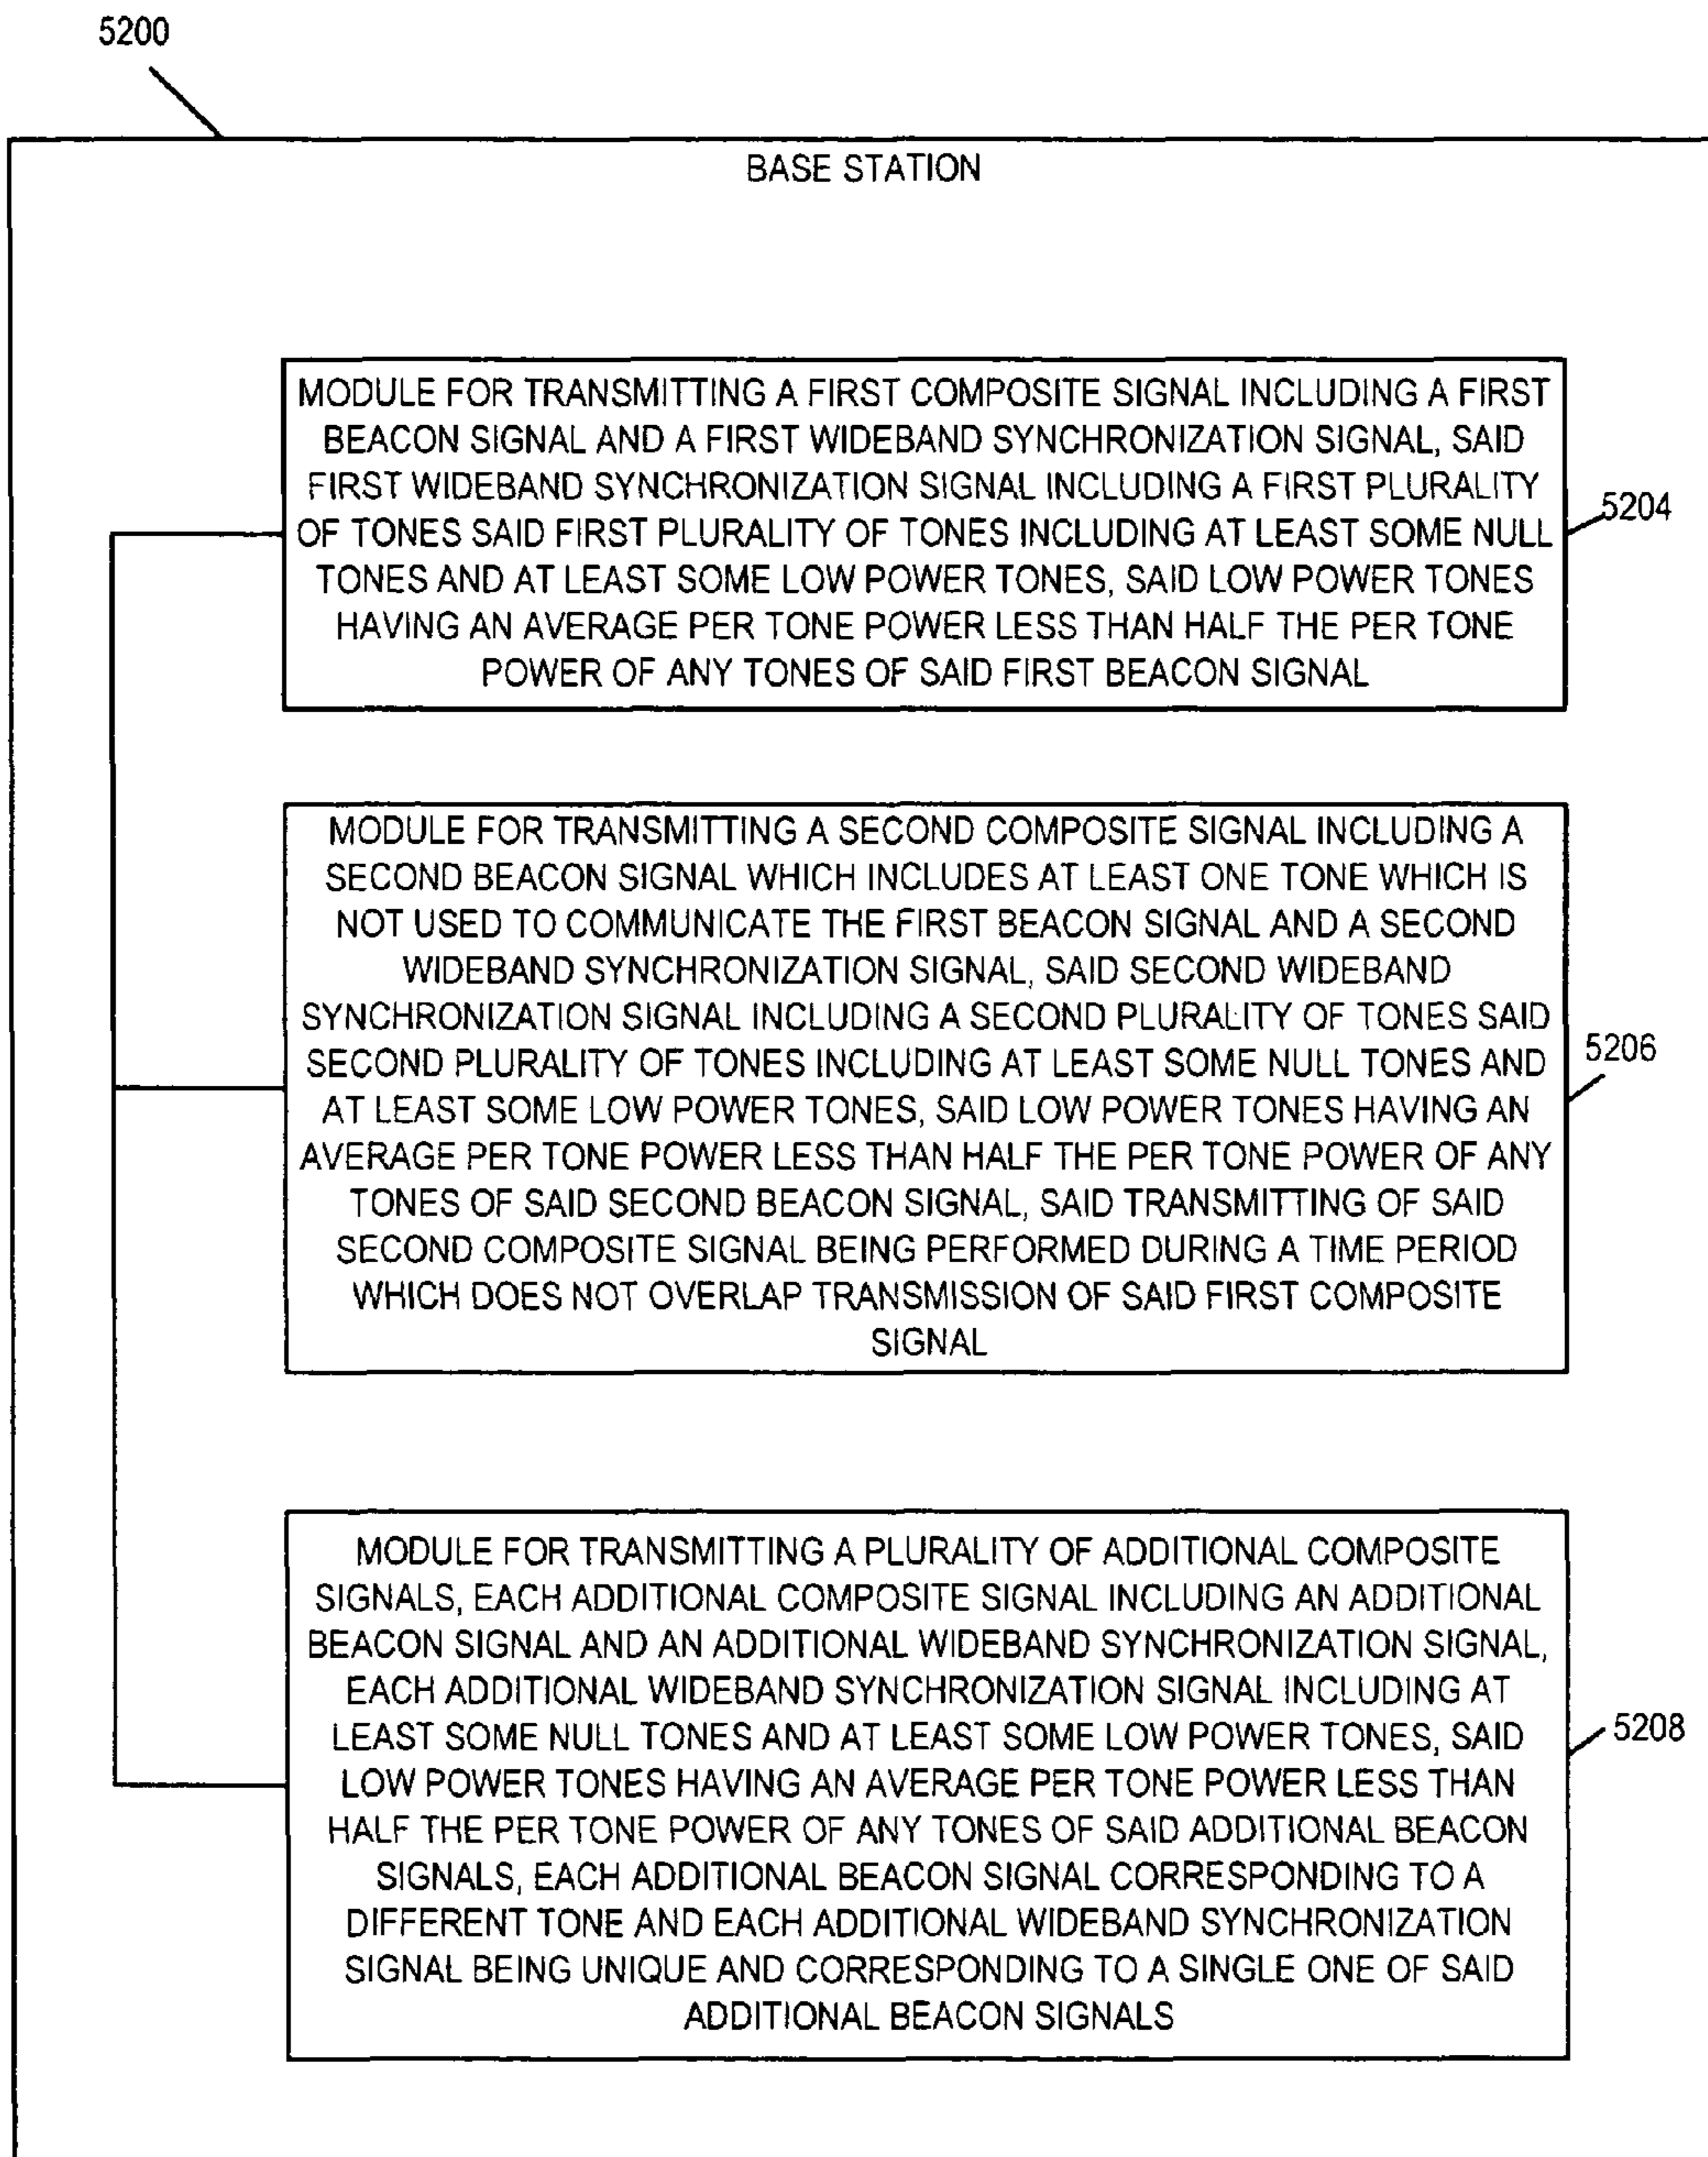 5200
BASE STATION
MODULE FOR TRANSMITTING A FIRST COMPOSITE SIGNAL INCLUDING A FIRST
BEACON SIGNAL AND A FIRST WIDEBAND SYNCHRONIZATION SIGNAL, SAID
FIRST WIDEBAND SYNCHRONIZATION SIGNAL INCLUDING A FIRST PLURALITY
OF TONES SAID FIRST PLURALITY OF TONES INCLUDING AT LEAST SOME NULL
TONES AND AT LEAST SOME LOW POWER TONES, SAID LOW POWER TONES
HAVING AN AVERAGE PER TONE POWER LESS THAN HALF THE PER TONE
POWER OF ANY TONES OF SAID FIRST BEACON SIGNAL
5204
MODULE FOR TRANSMITTING A SECOND COMPOSITE SIGNAL INCLUDING A
SECOND BEACON SIGNAL WHICH INCLUDES AT LEAST ONE TONE WHICH IS
NOT USED TO COMMUNICATE THE FIRST BEACON SIGNAL AND A SECOND
WIDEBAND SYNCHRONIZATION SIGNAL, SAID SECOND WIDEBAND
SYNCHRONIZATION SIGNAL INCLUDING A SECOND PLURALITY OF TONES SAID
SECOND PLURALITY OF TONES INCLUDING AT LEAST SOME NULL TONES AND
AT LEAST SOME LOW POWER TONES, SAID LOW POWER TONES HAVING AN
AVERAGE PER TONE POWER LESS THAN HALF THE PER TONE POWER OF ANY
TONES OF SAID SECOND BEACON SIGNAL, SAID TRANSMITTING OF SAID
SECOND COMPOSITE SIGNAL BEING PERFORMED DURING A TIME PERIOD
WHICH DOES NOT OVERLAP TRANSMISSION OF SAID FIRST COMPOSITE
SIGNAL
5206
MODULE FOR TRANSMITTING A PLURALITY OF ADDITIONAL COMPOSITE
SIGNALS, EACH ADDITIONAL COMPOSITE SIGNAL INCLUDING AN ADDITIONAL
BEACON SIGNAL AND AN ADDITIONAL WIDEBAND SYNCHRONIZATION SIGNAL,
EACH ADDITIONAL WIDEBAND SYNCHRONIZATION SIGNAL INCLUDING AT
LEAST SOME NULL TONES AND AT LEAST SOME LOW POWER TONES, SAID
LOW POWER TONES HAVING AN AVERAGE PER TONE POWER LESS THAN
HALF THE PER TONE POWER OF ANY TONES OF SAID ADDITIONAL BEACON
SIGNALS, EACH ADDITIONAL BEACON SIGNAL CORRESPONDING TO A
DIFFERENT TONE AND EACH ADDITIONAL WIDEBAND SYNCHRONIZATION
SIGNAL BEING UNIQUE AND CORRESPONDING TO A SINGLE ONE OF SAID
ADDITIONAL BEACON SIGNALS
5208